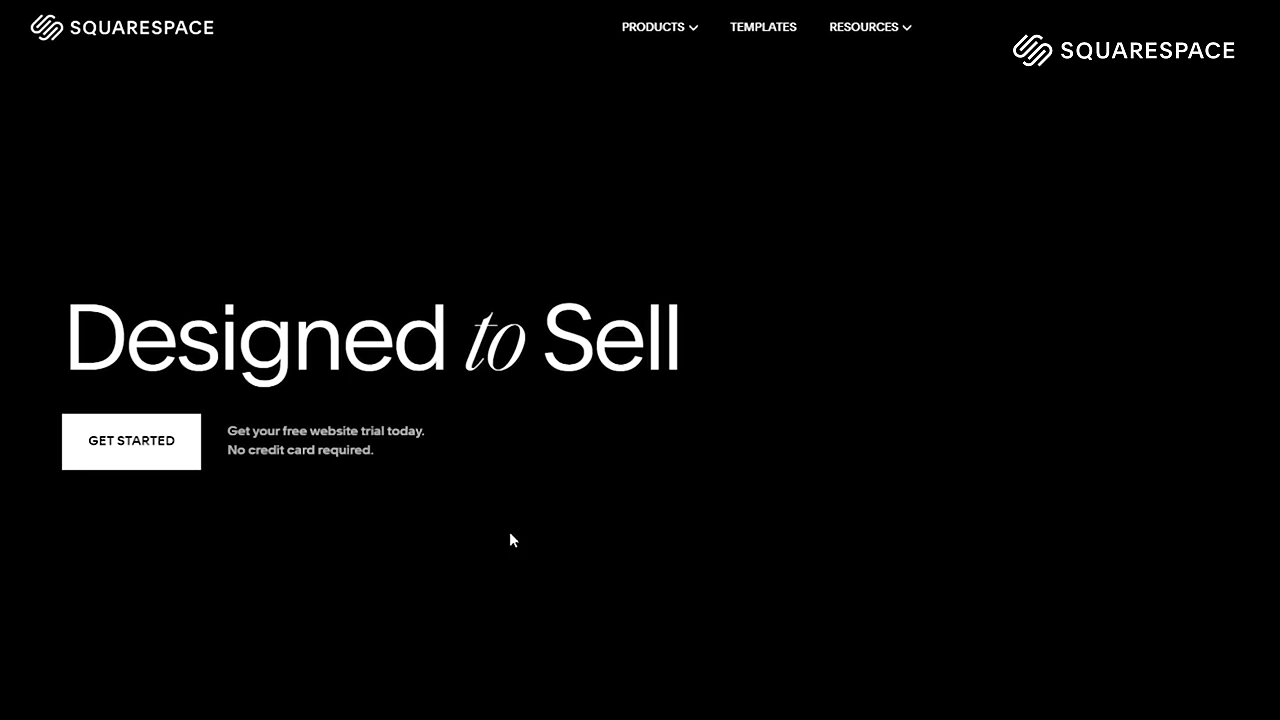 SQUARESPACE
PRODUCTS
TEMPLATES
RESOURCES
SQUARESPACE
Designed to Sell
GET STARTED
Get your free website trial today.
No credit card required.